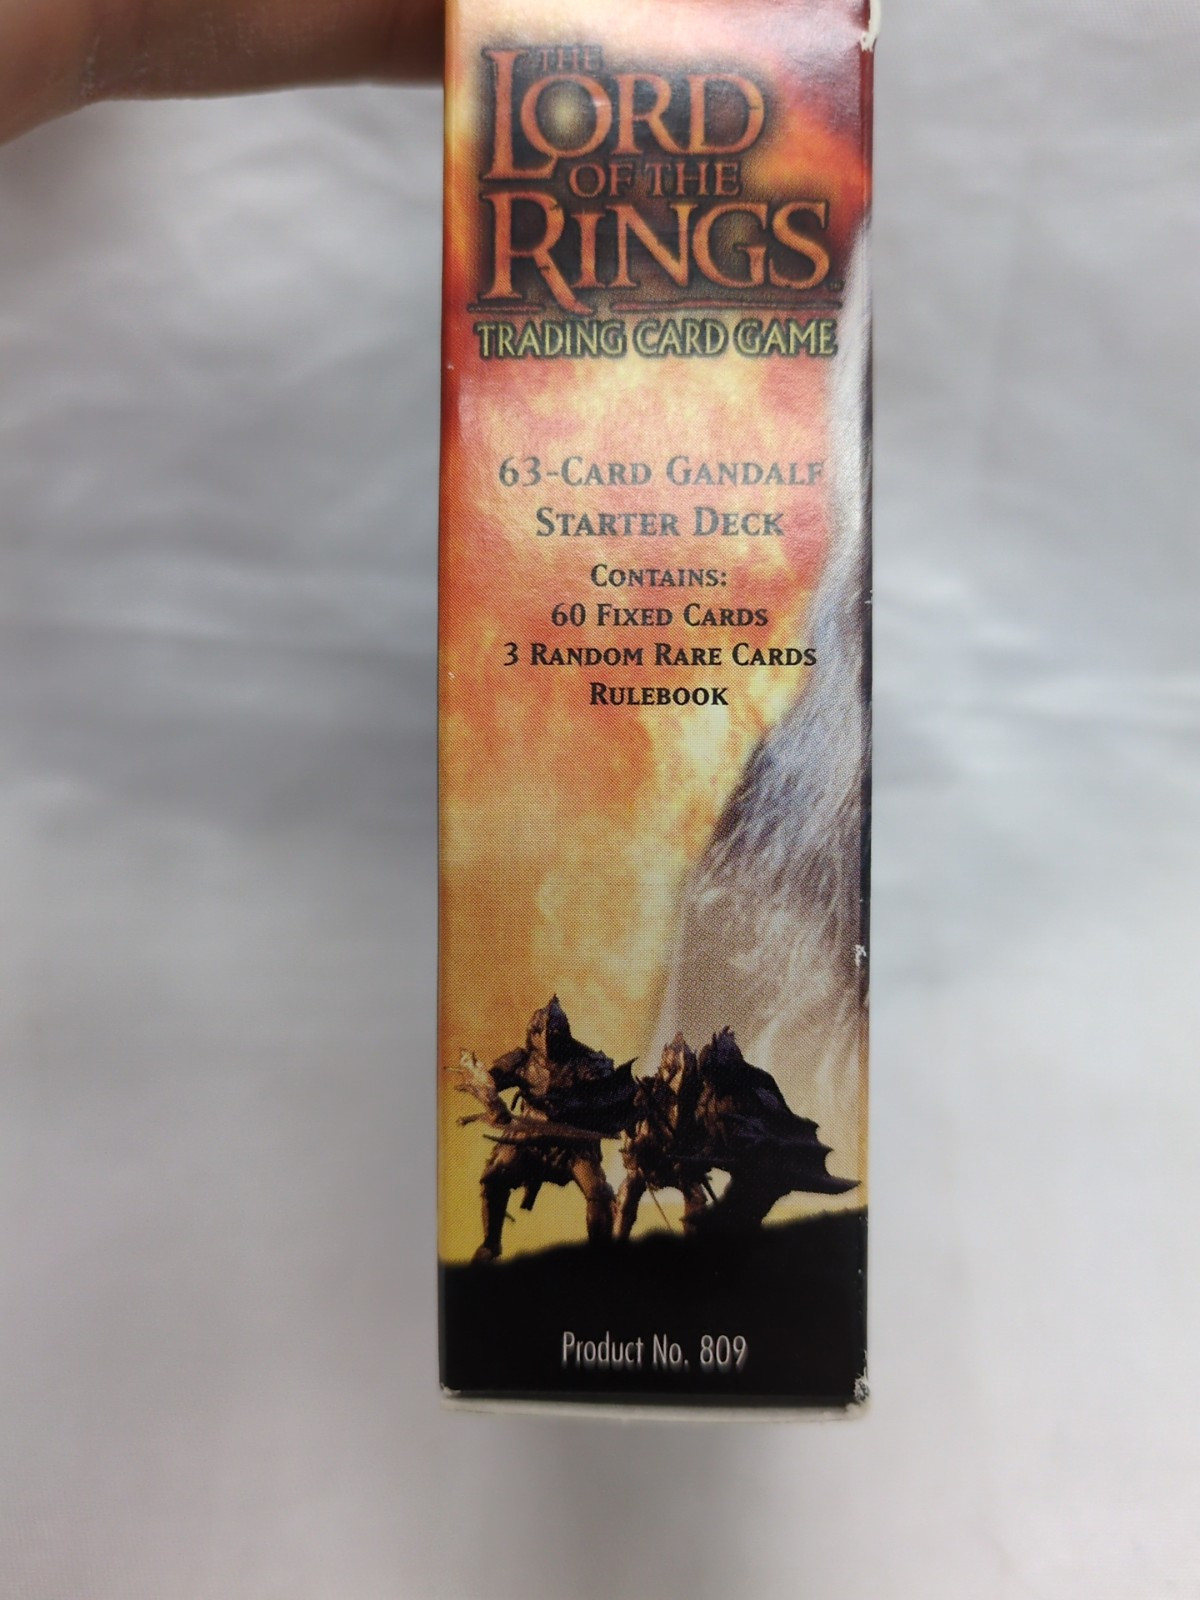 THE
LORD
OF THE
RINGS
TRADING CARD GAME
63-CARD GANDALF
STARTER DECK
CONTAINS:
60 FIXED CARDS
3 RANDOM RARE CARDS
RULEBOOK
Product No. 809